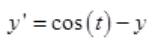 y' = cos(t) − y